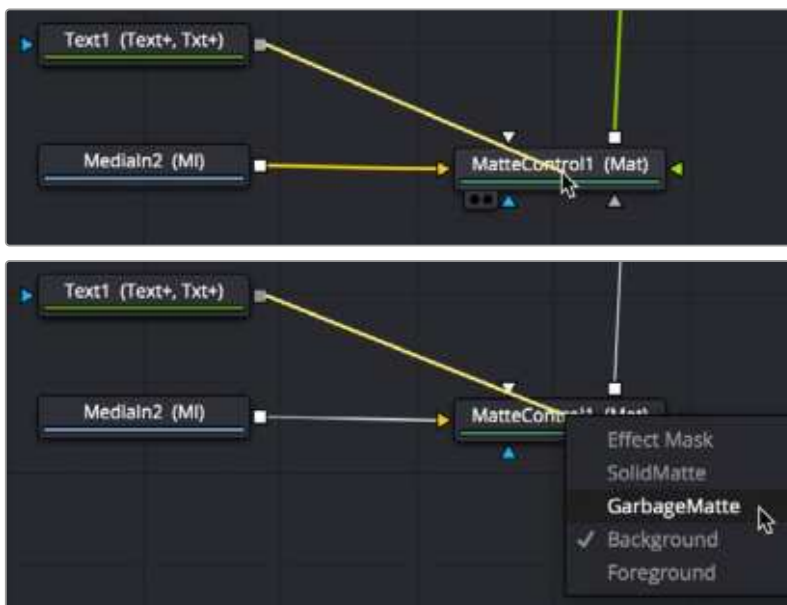 Text1 (Text+, Txt+)
MediaIn2 (MI)
MatteControl1 (Mat)
Text1 (Text+, Txt+)
MediaIn2 (MI)
Effect Mask
SolidMatte
GarbageMatte
Background
Foreground